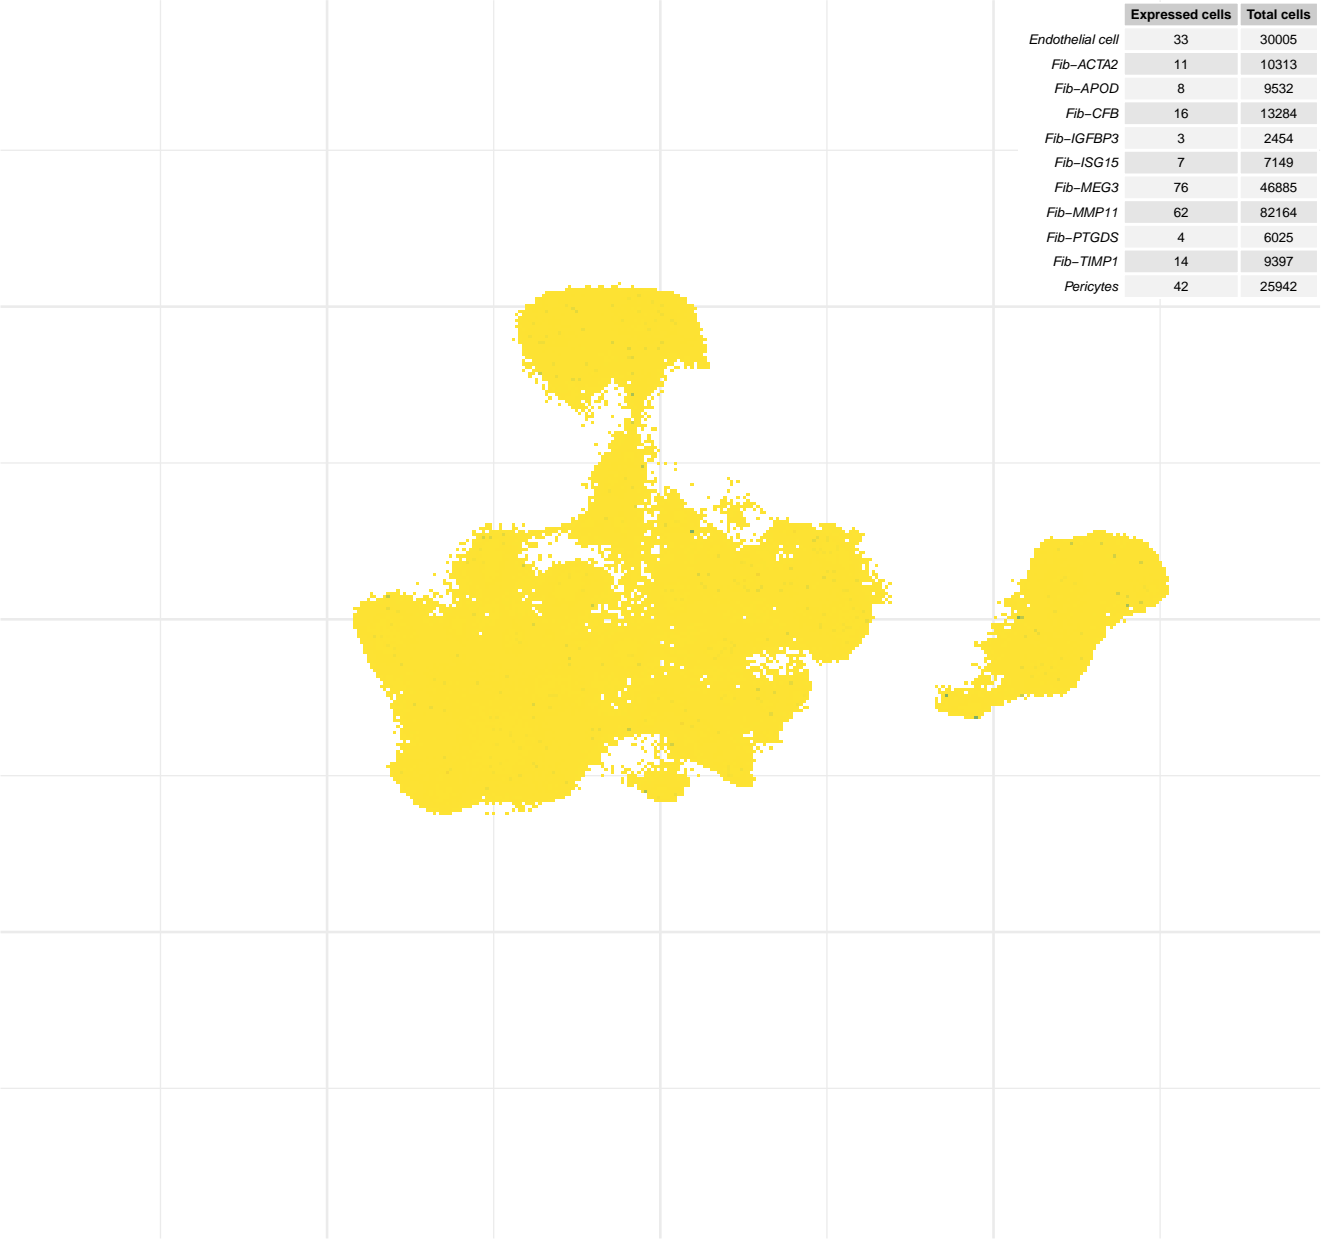 Expressed cells Total cells
Endothelial cell 33 30005
Fib−ACTA2 11 10313
Fib−APOD 8 9532
Fib−CFB 16 13284
Fib−IGFBP3 3 2454
Fib−ISG15 7 7149
Fib−MEG3 76 46885
Fib−MMP11 62 82164
Fib−PTGDS 4 6025
Fib−TIMP1 14 9397
Pericytes 42 25942